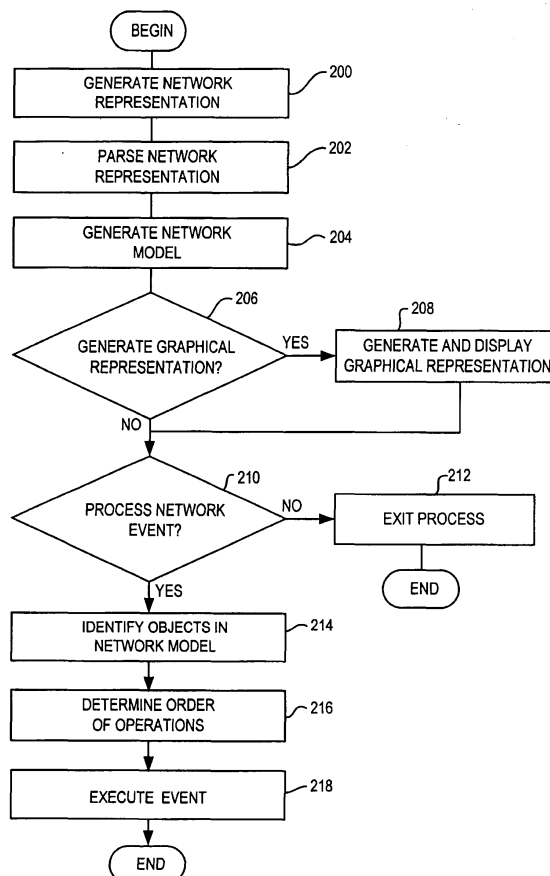 BEGIN
GENERATE NETWORK
REPRESENTATION
200
PARSE NETWORK
REPRESENTATION
202
GENERATE NETWORK
MODEL
204
206
GENERATE GRAPHICAL
REPRESENTATION?
YES
208
GENERATE AND DISPLAY
GRAPHICAL REPRESENTATION
NO
210
PROCESS NETWORK
EVENT?
NO
212
EXIT PROCESS
END
YES
IDENTIFY OBJECTS IN
NETWORK MODEL
214
DETERMINE ORDER
OF OPERATIONS
216
EXECUTE EVENT
218
END